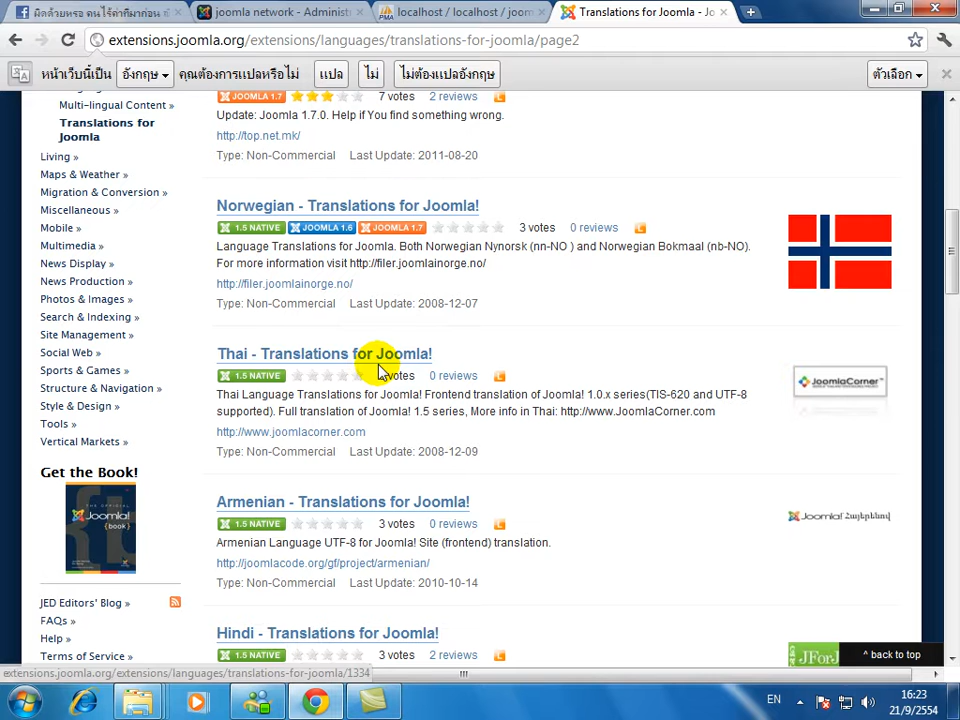 ผิดด้วยหรอ คนไร้ค่าที่มาก่อน
joomla network - Administ
localhost / localhost / joom
Translations for Joomla - Jo
extensions.joomla.org/extensions/languages/translations-for-joomla/page2
หน้าเว็บนี้เป็น อังกฤษ คุณต้องการแปลหรือไม่ แปล ไม่ ไม่ต้องแปลอังกฤษ ตัวเลือก
Multi-lingual Content »
Translations for
Joomla
Living »
Maps & Weather »
Migration & Conversion »
Miscellaneous »
Mobile »
Multimedia »
News Display »
News Production »
Photos & Images »
Search & Indexing »
Site Management »
Social Web »
Sports & Games »
Structure & Navigation »
Style & Design »
Tools »
Vertical Markets »
Get the Book!
THE OFFICIAL
Joomla!
{book}
JED Editors' Blog »
FAQs »
Help »
Terms of Service »
JOOMLA 1.7 7 votes 2 reviews
Update: Joomla 1.7.0. Help if You find something wrong.
http://top.net.mk/
Type: Non-Commercial Last Update: 2011-08-20
Norwegian - Translations for Joomla!
1.5 NATIVE JOOMLA 1.6 JOOMLA 1.7 3 votes 0 reviews
Language Translations for Joomla. Both Norwegian Nynorsk (nn-NO ) and Norwegian Bokmaal (nb-NO).
For more information visit http://filer.joomlainorge.no/
http://filer.joomlainorge.no/
Type: Non-Commercial Last Update: 2008-12-07
Thai - Translations for Joomla!
1.5 NATIVE votes 0 reviews
Thai Language Translations for Joomla! Frontend translation of Joomla! 1.0.x series(TIS-620 and UTF-8
supported). Full translation of Joomla! 1.5 series, More info in Thai: http://www.JoomlaCorner.com
http://www.joomlacorner.com
Type: Non-Commercial Last Update: 2008-12-09
JoomlaCorner™
Armenian - Translations for Joomla!
1.5 NATIVE 3 votes 0 reviews
Armenian Language UTF-8 for Joomla! Site (frontend) translation.
http://joomlacode.org/gf/project/armenian/
Type: Non-Commercial Last Update: 2010-10-14
Joomla! Հայերենով
Hindi - Translations for Joomla!
1.5 NATIVE 3 votes 2 reviews
JForJ
^ back to top
extensions.joomla.org/extensions/languages/translations-for-joomla/1334
EN
16:23
21/9/2554